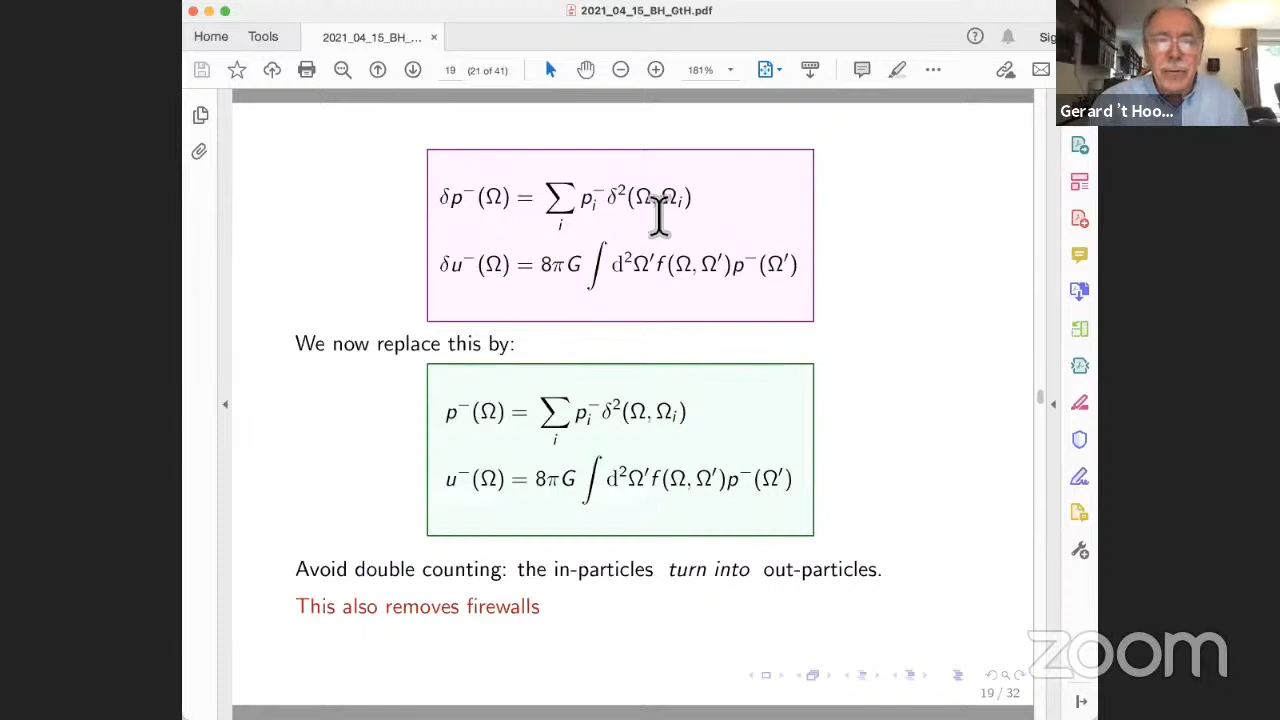 2021_04_15_BH_GtH.pdf
Home Tools 2021_04_15_BH_... × Sig
19 (21 of 41) 181%
Gerard 't Hoo...
δp⁻(Ω) = ∑ᵢ pᵢ⁻ δ²(Ω, Ωᵢ)
δu⁻(Ω) = 8πG ∫ d²Ω′ f(Ω, Ω′) p⁻(Ω′)
We now replace this by:
p⁻(Ω) = ∑ᵢ pᵢ⁻ δ²(Ω, Ωᵢ)
u⁻(Ω) = 8πG ∫ d²Ω′ f(Ω, Ω′) p⁻(Ω′)
Avoid double counting: the in-particles turn into out-particles.
This also removes firewalls
zoom
19 / 32